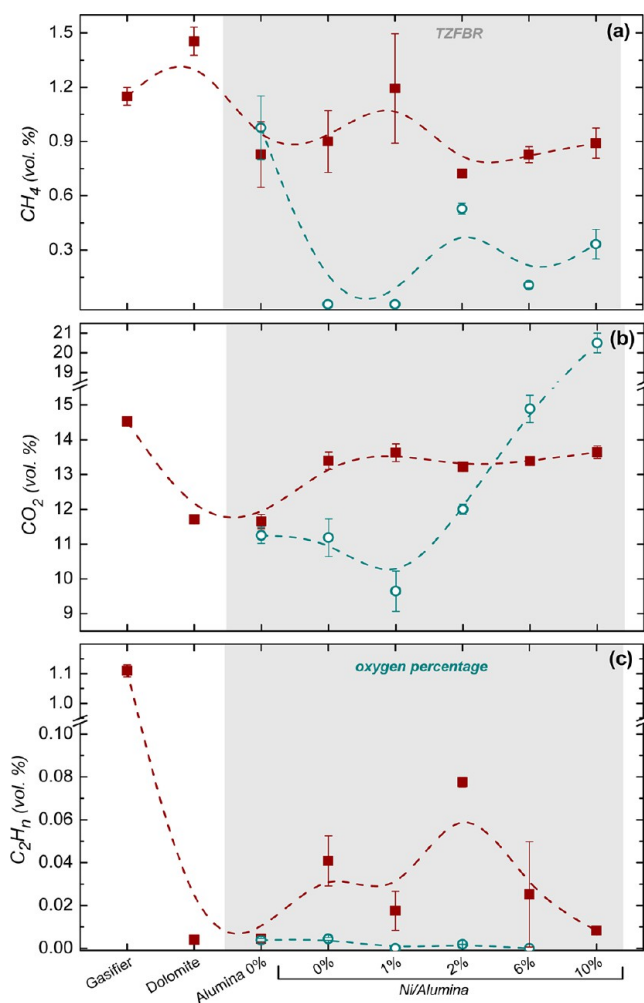 (a)
TZFBR
CH4 (vol. %)
1.5
1.2
0.9
0.6
0.3
(b)
CO2 (vol. %)
21
20
15
14
13
12
11
10
9
(c)
oxygen percentage
C2Hn (vol. %)
1.1
1.0
0.10
0.08
0.06
0.04
0.02
0.00
Gasifier Dolomite Alumina 0% 0% 1% 2% 6% 10%
Ni/Alumina